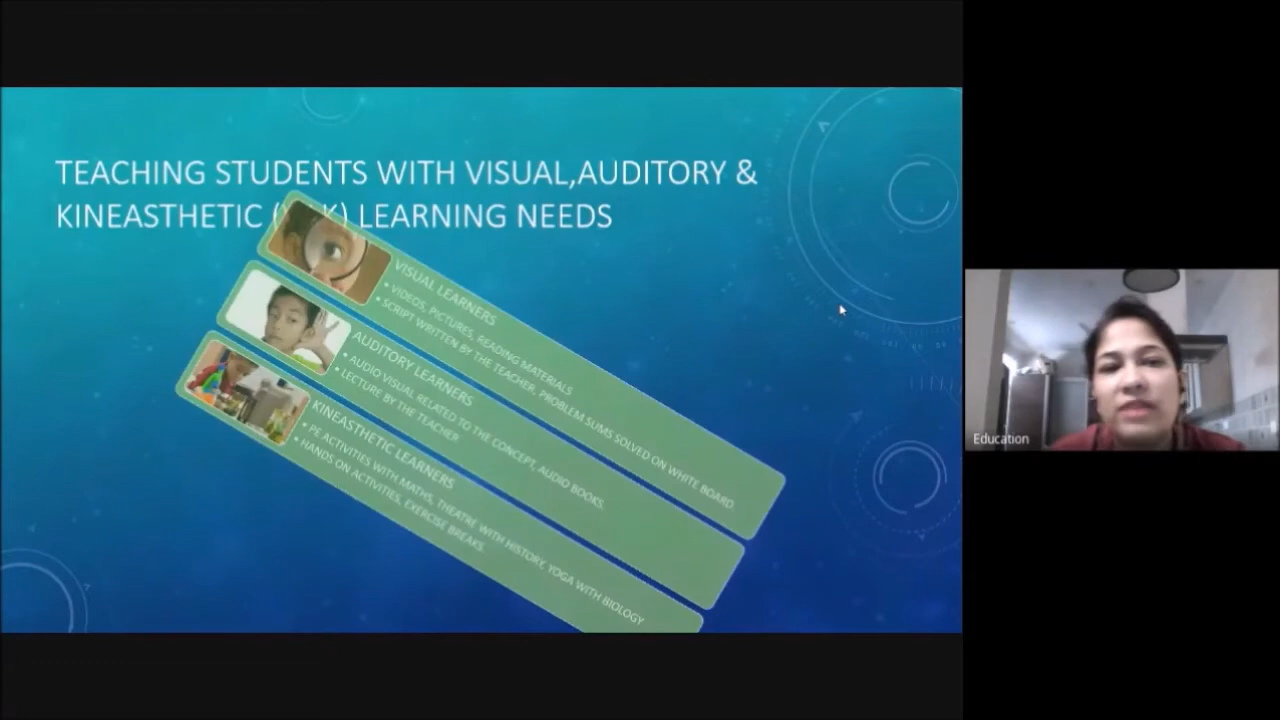 TEACHING STUDENTS WITH VISUAL,AUDITORY &
KINEASTHETIC ( K) LEARNING NEEDS
VISUAL LEARNERS
• VIDEOS, PICTURES, READING MATERIALS
• SCRIPT WRITTEN BY THE TEACHER, PROBLEM SUMS SOLVED ON WHITE BOARD.
AUDITORY LEARNERS
• AUDIO VISUAL RELATED TO THE CONCEPT, AUDIO BOOKS.
• LECTURE BY THE TEACHER
KINEASTHETIC LEARNERS
• PE ACTIVITIES WITH MATHS, THEATRE WITH HISTORY, YOGA WITH BIOLOGY
• HANDS ON ACTIVITIES, EXERCISE BREAKS.
Education